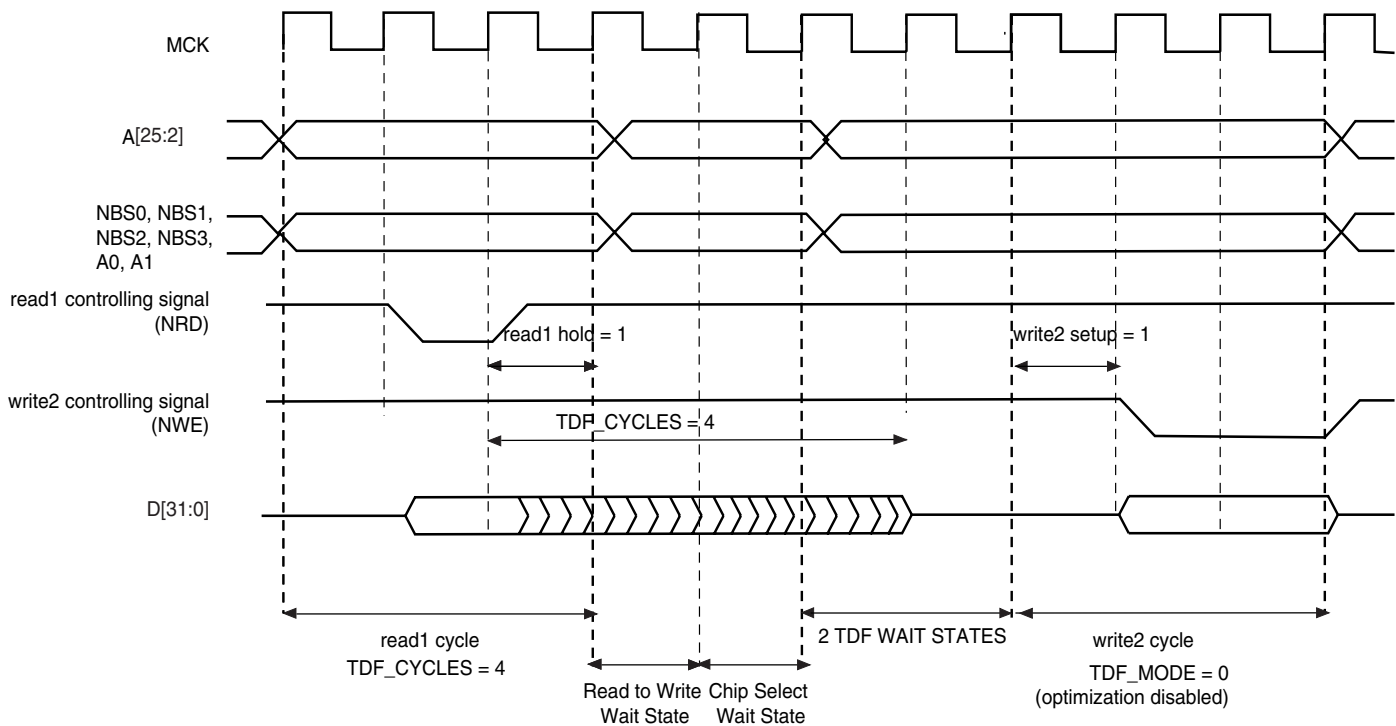 MCK
A[25:2]
NBS0, NBS1,
NBS2, NBS3,
A0, A1
read1 controlling signal
(NRD)
read1 hold = 1
write2 setup = 1
write2 controlling signal
(NWE)
TDF_CYCLES = 4
D[31:0]
read1 cycle
TDF_CYCLES = 4
2 TDF WAIT STATES
write2 cycle
TDF_MODE = 0
(optimization disabled)
Read to Write
Wait State
Chip Select
Wait State